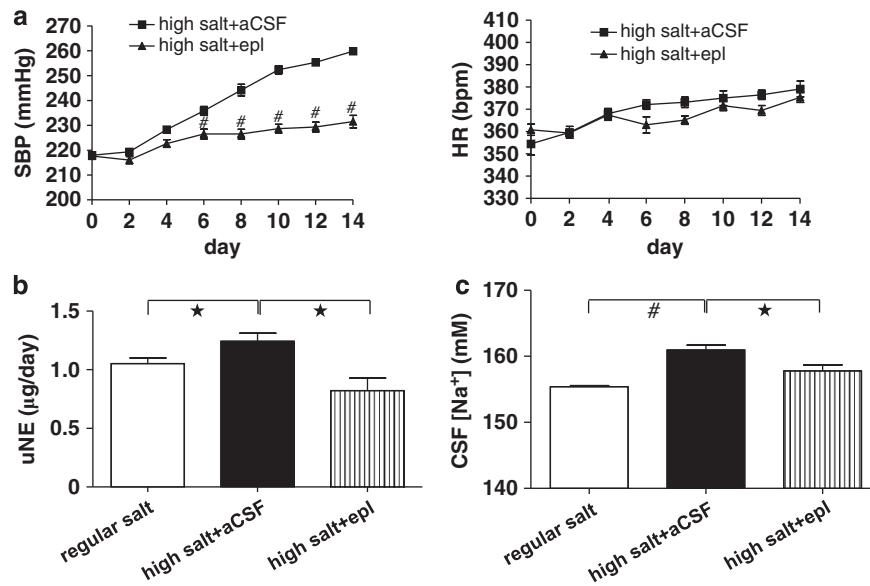 a
high salt+aCSF
high salt+epl
SBP (mmHg)
270
260
250
240
230
220
210
200
# # # # #
0 2 4 6 8 10 12 14
day
high salt+aCSF
high salt+epl
HR (bpm)
410
400
390
380
370
360
350
340
330
0 2 4 6 8 10 12 14
day
b
uNE (μg/day)
1.5
1.0
0.5
0
★ ★
regular salt
high salt+aCSF
high salt+epl
c
CSF [Na⁺] (mM)
170
160
150
140
# ★
regular salt
high salt+aCSF
high salt+epl